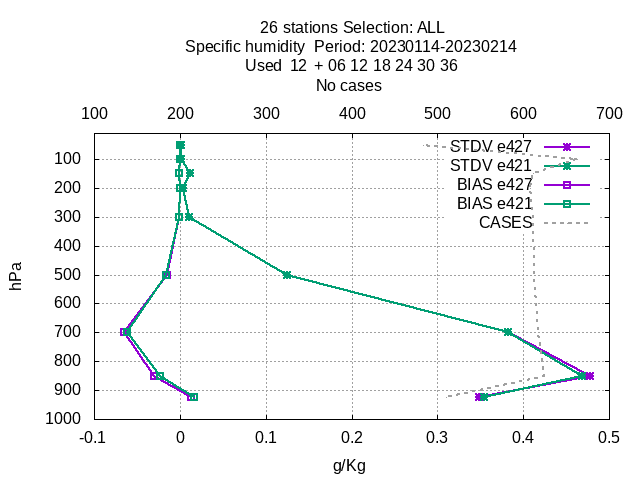 26 stations Selection: ALL
Specific humidity  Period: 20230114-20230214
Used  12  + 06 12 18 24 30 36
No cases
100 200 300 400 500 600 700
STDV e427
STDV e421
BIAS e427
BIAS e421
CASES
100
200
300
400
500
600
700
800
900
1000
hPa
-0.1 0 0.1 0.2 0.3 0.4 0.5
g/Kg